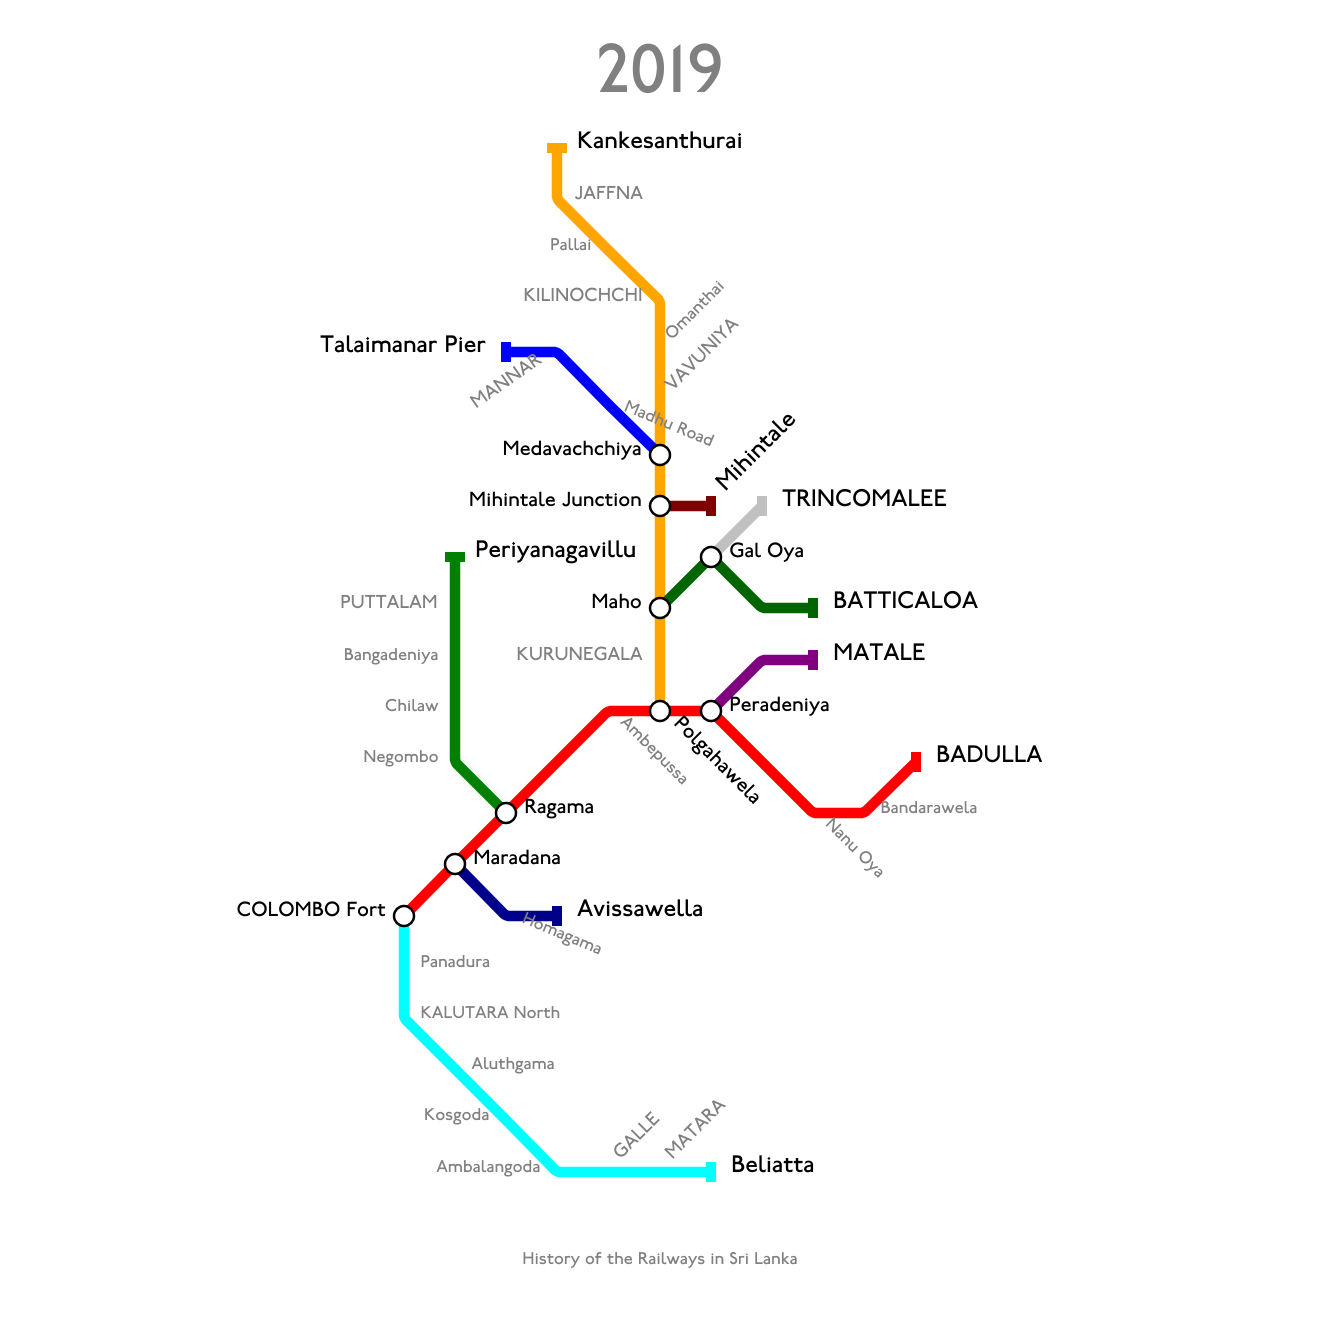 2019
Kankesanthurai
JAFFNA
Pallai
KILINOCHCHI
Omanthai
VAVUNIYA
Talaimanar Pier
MANNAR
Madhu Road
Medavachchiya
Mihintale
Mihintale Junction
TRINCOMALEE
Periyanagavillu
Gal Oya
PUTTALAM
Maho
BATTICALOA
Bangadeniya
KURUNEGALA
MATALE
Chilaw
Peradeniya
Polgahawela
Ambepussa
Negombo
BADULLA
Ragama
Bandarawela
Nanu Oya
Maradana
COLOMBO Fort
Avissawella
Homagama
Panadura
KALUTARA North
Aluthgama
Kosgoda
GALLE
MATARA
Ambalangoda
Beliatta
History of the Railways in Sri Lanka